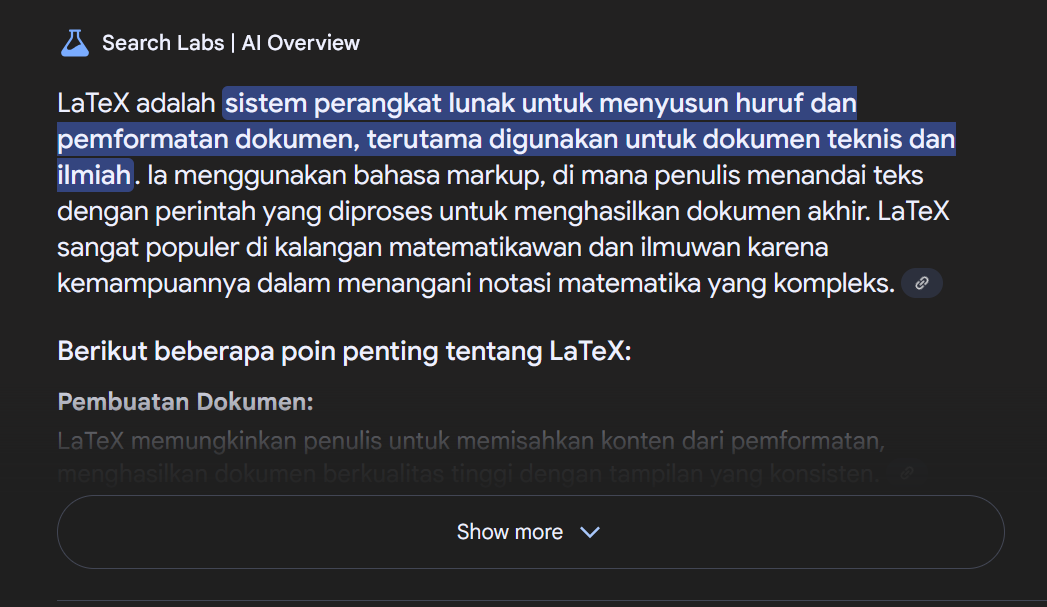 Search Labs | AI Overview
LaTeX adalah sistem perangkat lunak untuk menyusun huruf dan
pemformatan dokumen, terutama digunakan untuk dokumen teknis dan
ilmiah. Ia menggunakan bahasa markup, di mana penulis menandai teks
dengan perintah yang diproses untuk menghasilkan dokumen akhir. LaTeX
sangat populer di kalangan matematikawan dan ilmuwan karena
kemampuannya dalam menangani notasi matematika yang kompleks.
Berikut beberapa poin penting tentang LaTeX:
Pembuatan Dokumen:
LaTeX memungkinkan penulis untuk memisahkan konten dari pemformatan,
menghasilkan dokumen berkualitas tinggi dengan tampilan yang konsisten.
Show more